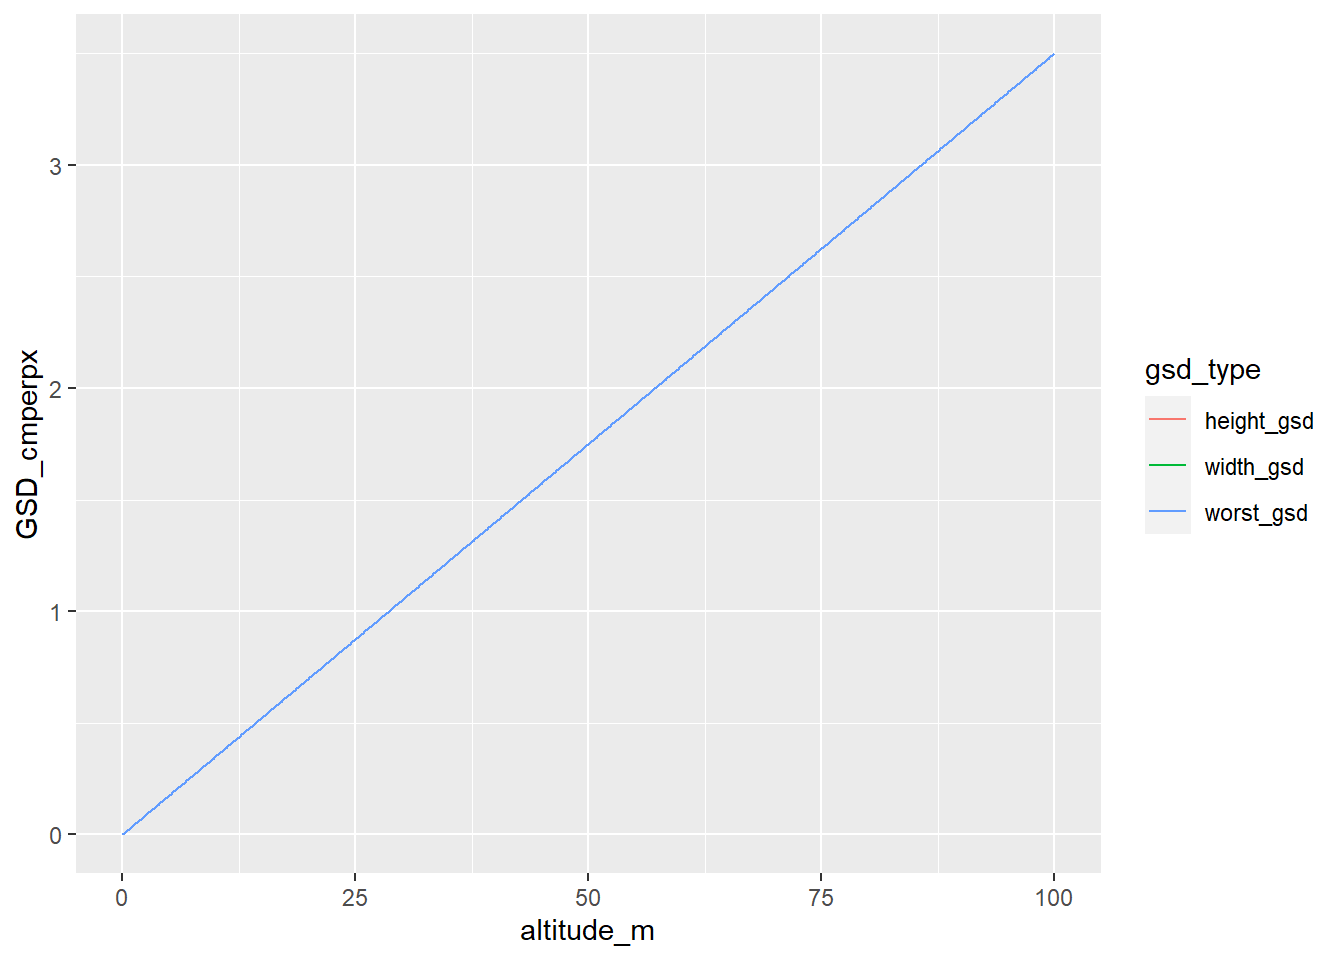 GSD_cmperpx
3
2
1
0
0 25 50 75 100
altitude_m
gsd_type
height_gsd
width_gsd
worst_gsd